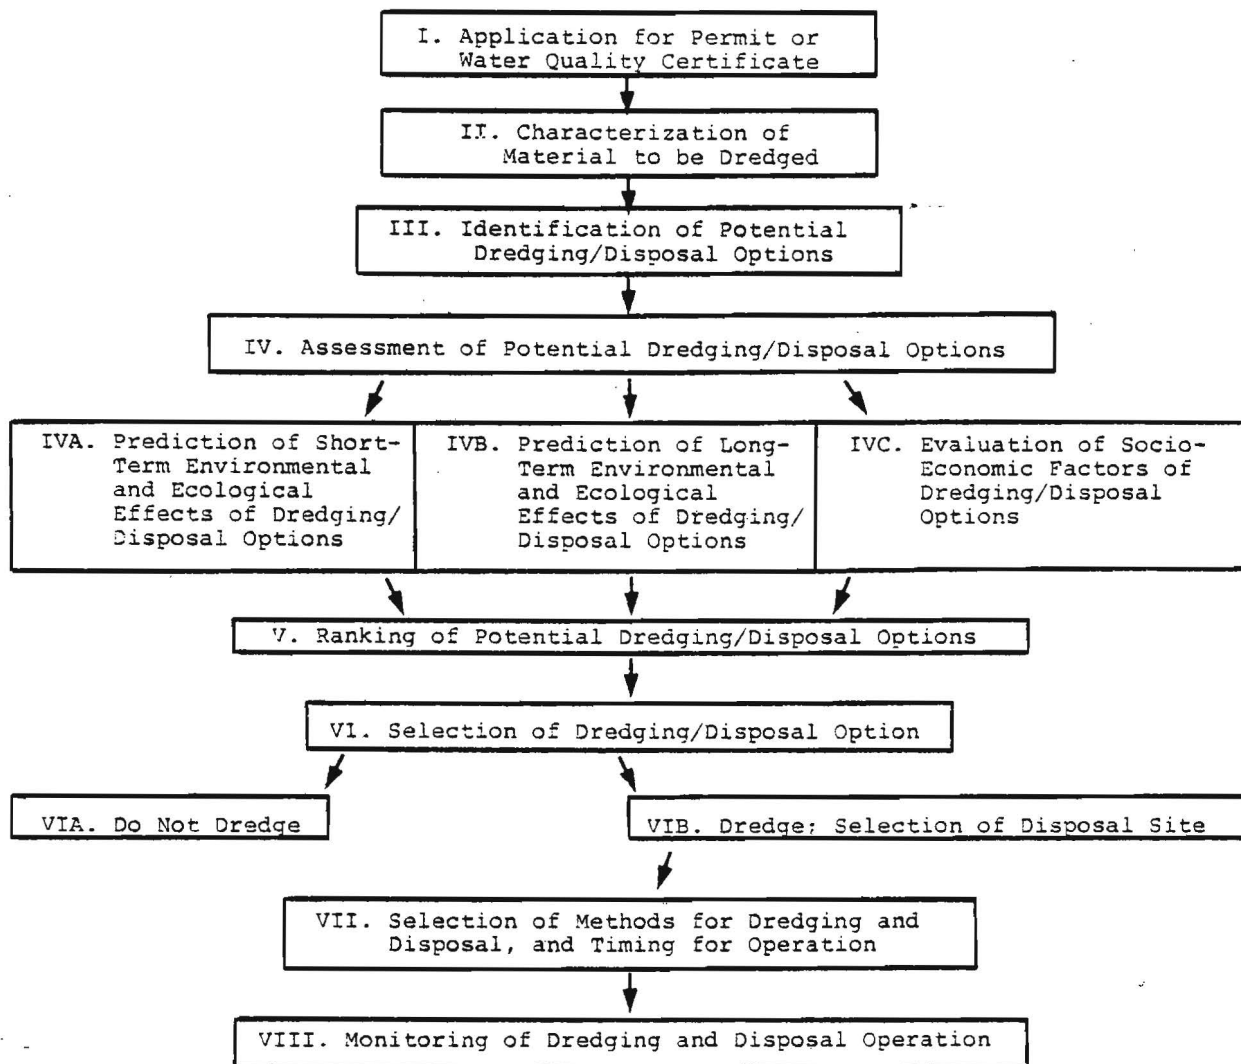 I. Application for Permit or
Water Quality Certificate
II. Characterization of
Material to be Dredged
III. Identification of Potential
Dredging/Disposal Options
IV. Assessment of Potential Dredging/Disposal Options
IVA. Prediction of Short-
Term Environmental
and Ecological
Effects of Dredging/
Disposal Options
IVB. Prediction of Long-
Term Environmental
and Ecological
Effects of Dredging/
Disposal Options
IVC. Evaluation of Socio-
Economic Factors of
Dredging/Disposal
Options
V. Ranking of Potential Dredging/Disposal Options
VI. Selection of Dredging/Disposal Option
VIA. Do Not Dredge
VIB. Dredge; Selection of Disposal Site
VII. Selection of Methods for Dredging and
Disposal, and Timing for Operation
VIII. Monitoring of Dredging and Disposal Operation